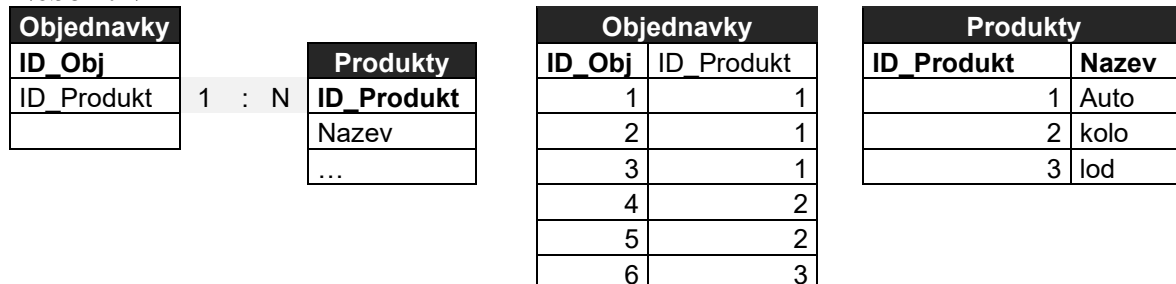 Objednavky
ID_Obj
ID_Produkt 1 : N
Produkty
ID_Produkt
Nazev
…
Objednavky
ID_Obj ID_Produkt
1 1
2 1
3 1
4 2
5 2
6 3
Produkty
ID_Produkt Nazev
1 Auto
2 kolo
3 lod